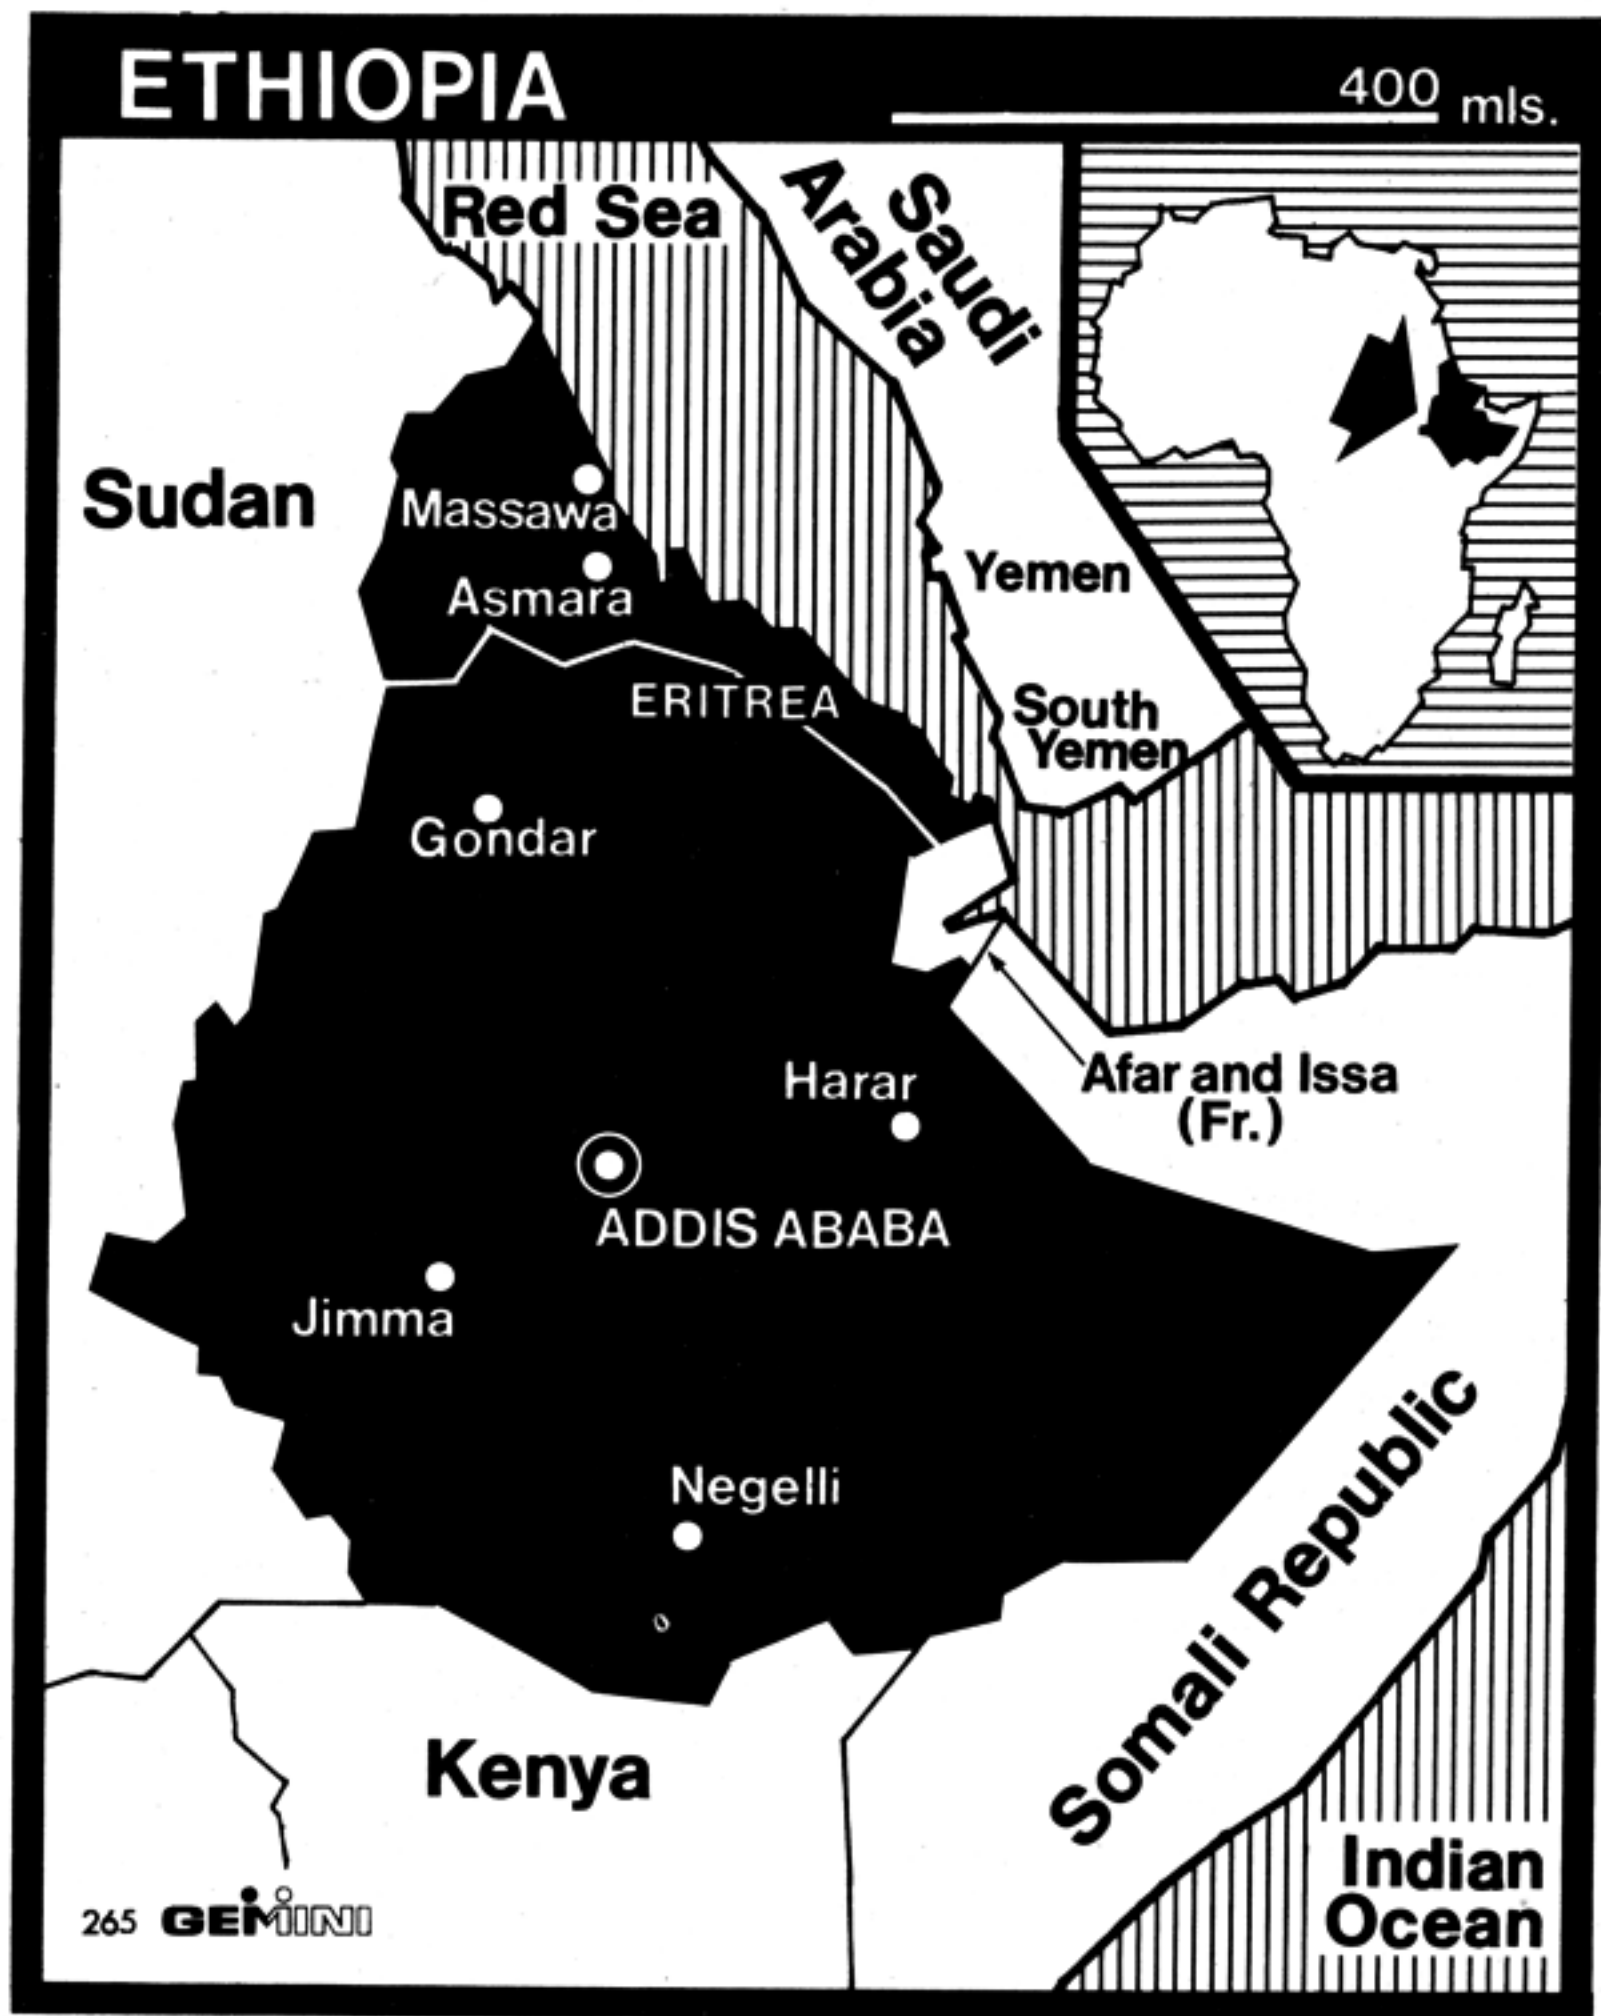 ETHIOPIA
400 mls.
Red Sea
Saudi
Arabia
Sudan
Massawa
Asmara
Yemen
ERITREA
South
Yemen
Gondar
Harar
Afar and Issa
(Fr.)
ADDIS ABABA
Jimma
Negelli
Somali Republic
Kenya
Indian
Ocean
265 GEMINI